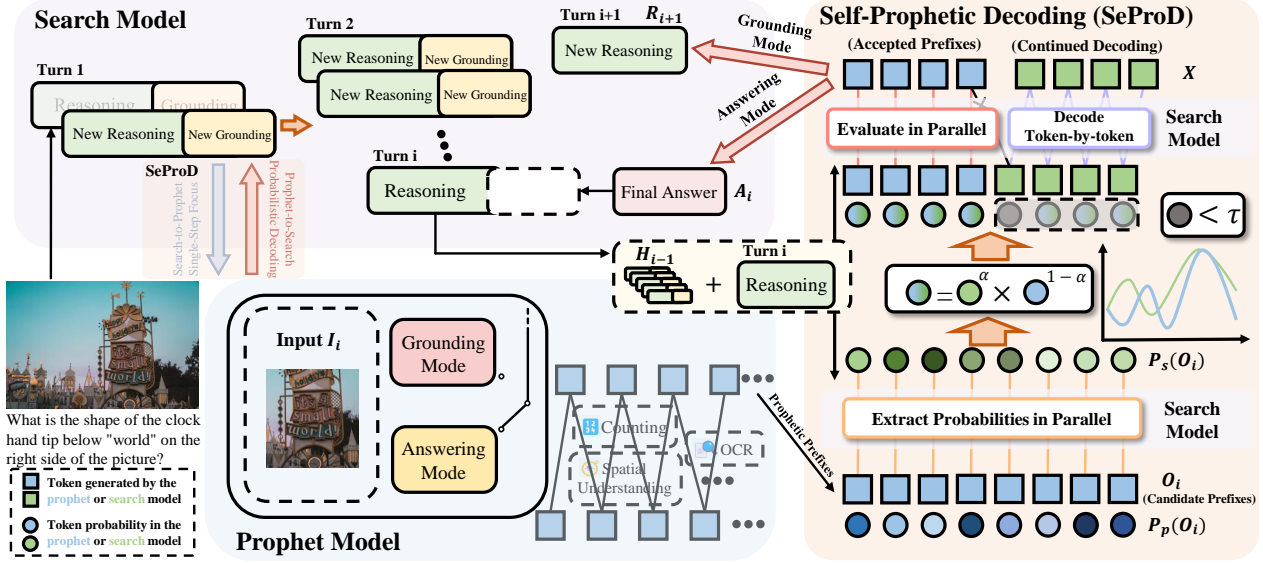 Search Model
Turn 1
Reasoning
Grounding
New Reasoning
New Grounding
SeProD
Search-to-Prophet
Single-Step Focus
Prophet-to-Search
Probabilistic Decoding
Turn 2
New Reasoning
New Grounding
New Reasoning
New Grounding
Turn i
Reasoning
Final Answer
A_i
Turn i+1
R_{i+1}
New Reasoning
Grounding
Mode
Answering
Mode
H_{i-1}
+
Turn i
Reasoning
What is the shape of the clock
hand tip below "world" on the
right side of the picture?
Token generated by the
prophet or search model
Token probability in the
prophet or search model
Input I_i
Grounding
Mode
Answering
Mode
Prophet Model
Counting
Spatial
Understanding
OCR
Prophetic Prefixes
Self-Prophetic Decoding (SeProD)
(Accepted Prefixes)
(Continued Decoding)
X
Evaluate in Parallel
Decode
Token-by-token
Search
Model
< τ
= α × 1 − α
P_s(O_i)
Extract Probabilities in Parallel
Search
Model
O_i
(Candidate Prefixes)
P_p(O_i)
small
world
small
world